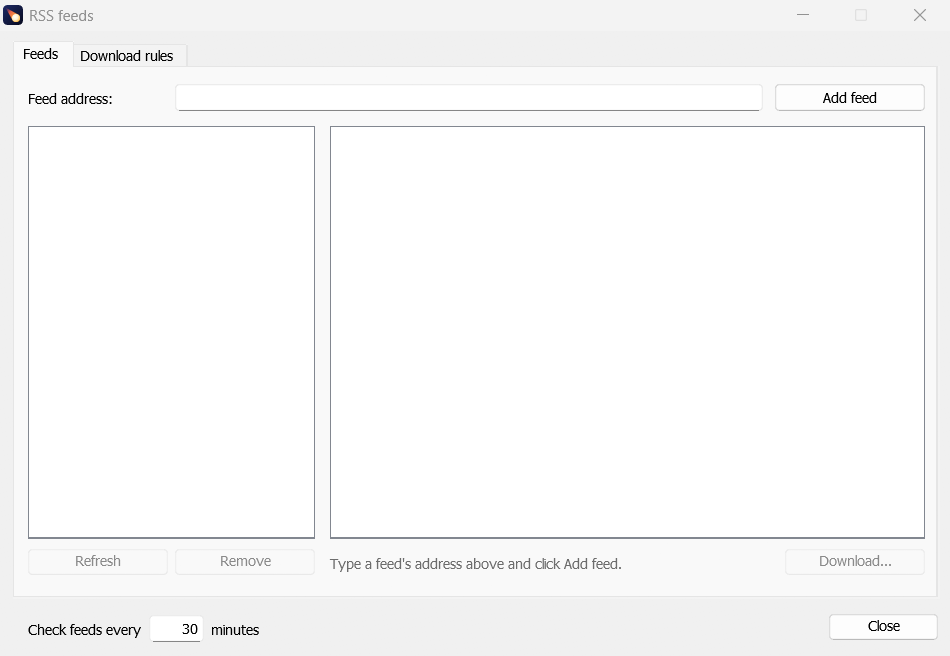 RSS feeds
Feeds
Download rules
Feed address:
Add feed
Refresh
Remove
Type a feed's address above and click Add feed.
Download...
Check feeds every 30 minutes
Close